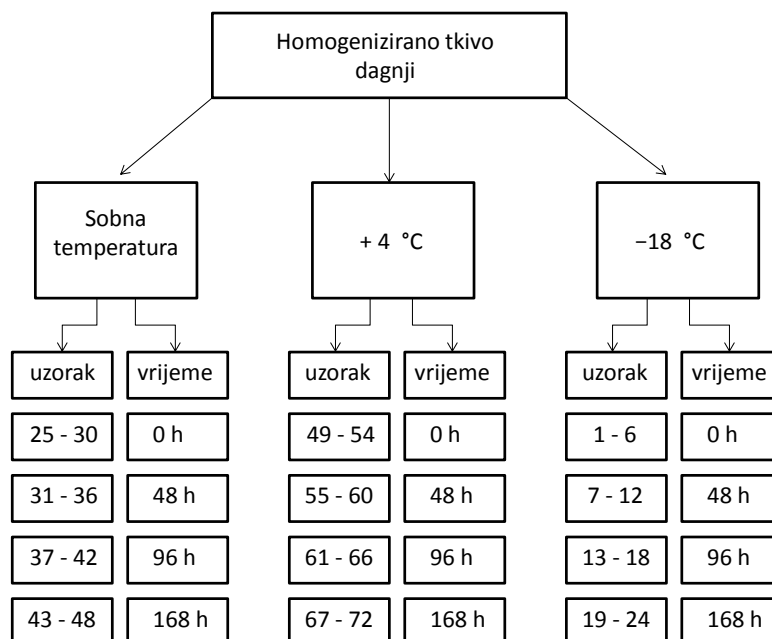 Homogenizirano tkivo
dagnji
Sobna
temperatura
+ 4 °C
−18 °C
uzorak
vrijeme
uzorak
vrijeme
uzorak
vrijeme
25 - 30
0 h
49 - 54
0 h
1 - 6
0 h
31 - 36
48 h
55 - 60
48 h
7 - 12
48 h
37 - 42
96 h
61 - 66
96 h
13 - 18
96 h
43 - 48
168 h
67 - 72
168 h
19 - 24
168 h